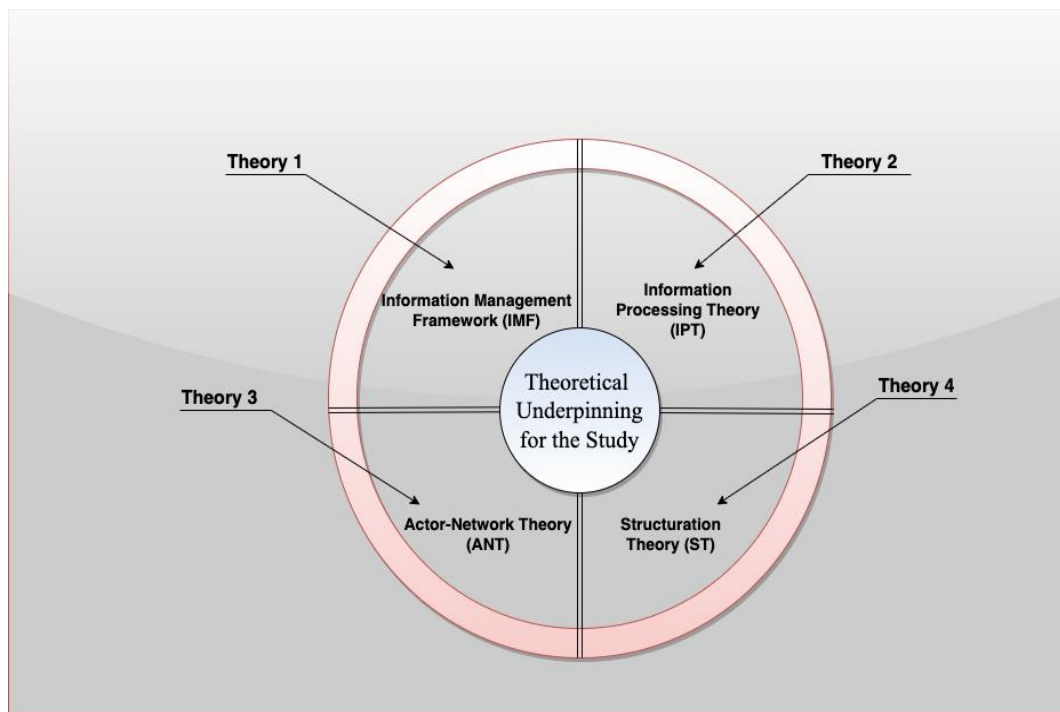 Theory 1
Theory 2
Information Management
Framework (IMF)
Information
Processing Theory
(IPT)
Theoretical
Underpinning
for the Study
Theory 3
Theory 4
Actor-Network Theory
(ANT)
Structuration
Theory (ST)